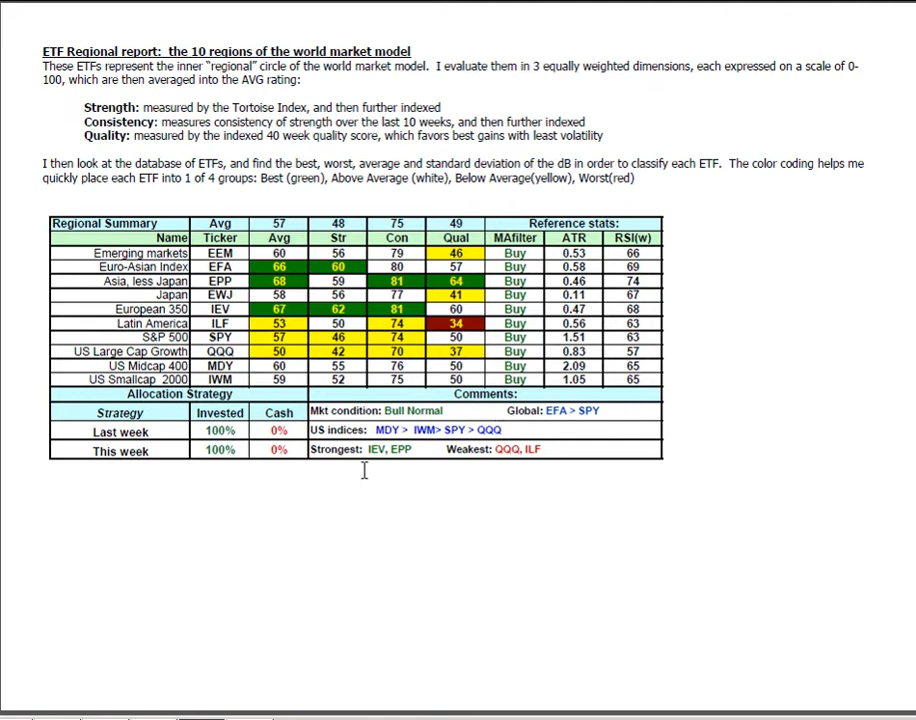 ETF Regional report:  the 10 regions of the world market model
These ETFs represent the inner "regional" circle of the world market model.  I evaluate them in 3 equally weighted dimensions, each expressed on a scale of 0-
100, which are then averaged into the AVG rating:
Strength: measured by the Tortoise Index, and then further indexed
Consistency: measures consistency of strength over the last 10 weeks, and then further indexed
Quality: measured by the indexed 40 week quality score, which favors best gains with least volatility
I then look at the database of ETFs, and find the best, worst, average and standard deviation of the dB in order to classify each ETF.  The color coding helps me
quickly place each ETF into 1 of 4 groups: Best (green), Above Average (white), Below Average(yellow), Worst(red)
Regional Summary Avg 57 48 75 49 Reference stats:
Name Ticker Avg Str Con Qual MAfilter ATR RSI(w)
Emerging markets EEM 60 56 79 46 Buy 0.53 66
Euro-Asian Index EFA 66 60 80 57 Buy 0.58 69
Asia, less Japan EPP 68 59 81 64 Buy 0.46 74
Japan EWJ 58 56 77 41 Buy 0.11 67
European 350 IEV 67 62 81 60 Buy 0.47 68
Latin America ILF 53 50 74 34 Buy 0.56 63
S&P 500 SPY 57 46 74 50 Buy 1.51 63
US Large Cap Growth QQQ 50 42 70 37 Buy 0.83 57
US Midcap 400 MDY 60 55 76 50 Buy 2.09 65
US Smallcap  2000 IWM 59 52 75 50 Buy 1.05 65
Allocation Strategy Comments:
Strategy Invested Cash Mkt condition: Bull Normal Global: EFA > SPY
Last week 100% 0% US indices:  MDY >  IWM> SPY > QQQ
This week 100% 0% Strongest:  IEV, EPP Weakest: QQQ, ILF